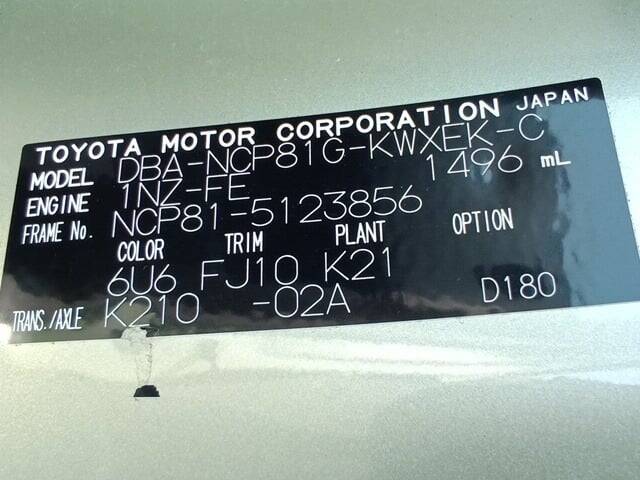 TOYOTA MOTOR CORPORATION JAPAN
MODEL DBA-NCP81G-KWXEK-C
ENGINE 1NZ-FE 1496 mL
FRAME No. NCP81-5123856
COLOR TRIM PLANT OPTION
6U6 FJ10 K21
TRANS./AXLE K210 -02A D180